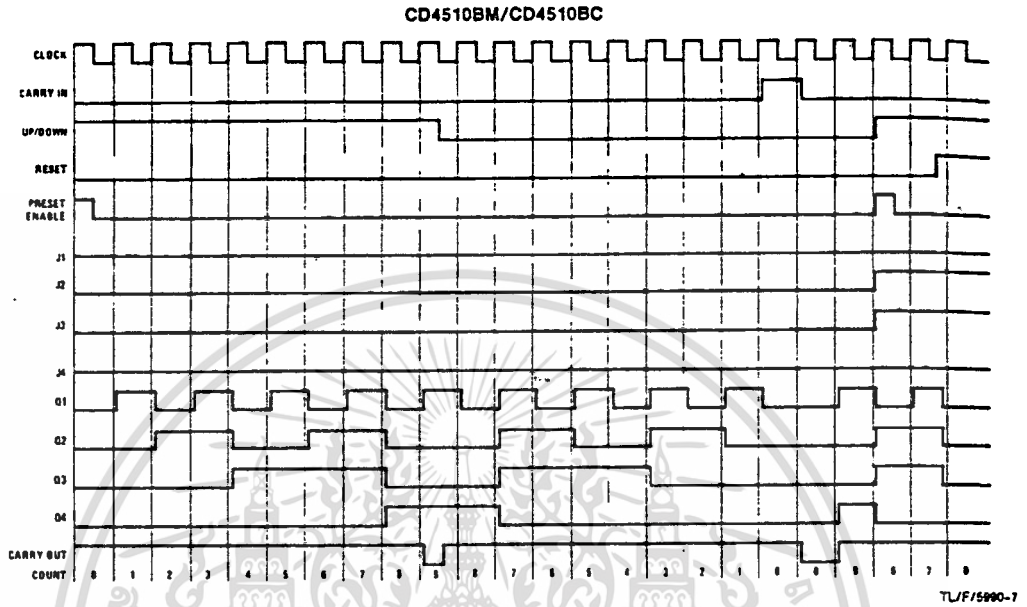 CD4510BM/CD4510BC
CLOCK
CARRY IN
UP/DOWN
RESET
PRESET
ENABLE
J1
J2
J3
J4
Q1
Q2
Q3
Q4
CARRY OUT
COUNT 0 1 2 3 4 5 6 7 8 9 8 7 6 5 4 3 2 1 0 0 9 6 7 0
TL/F/5990-7